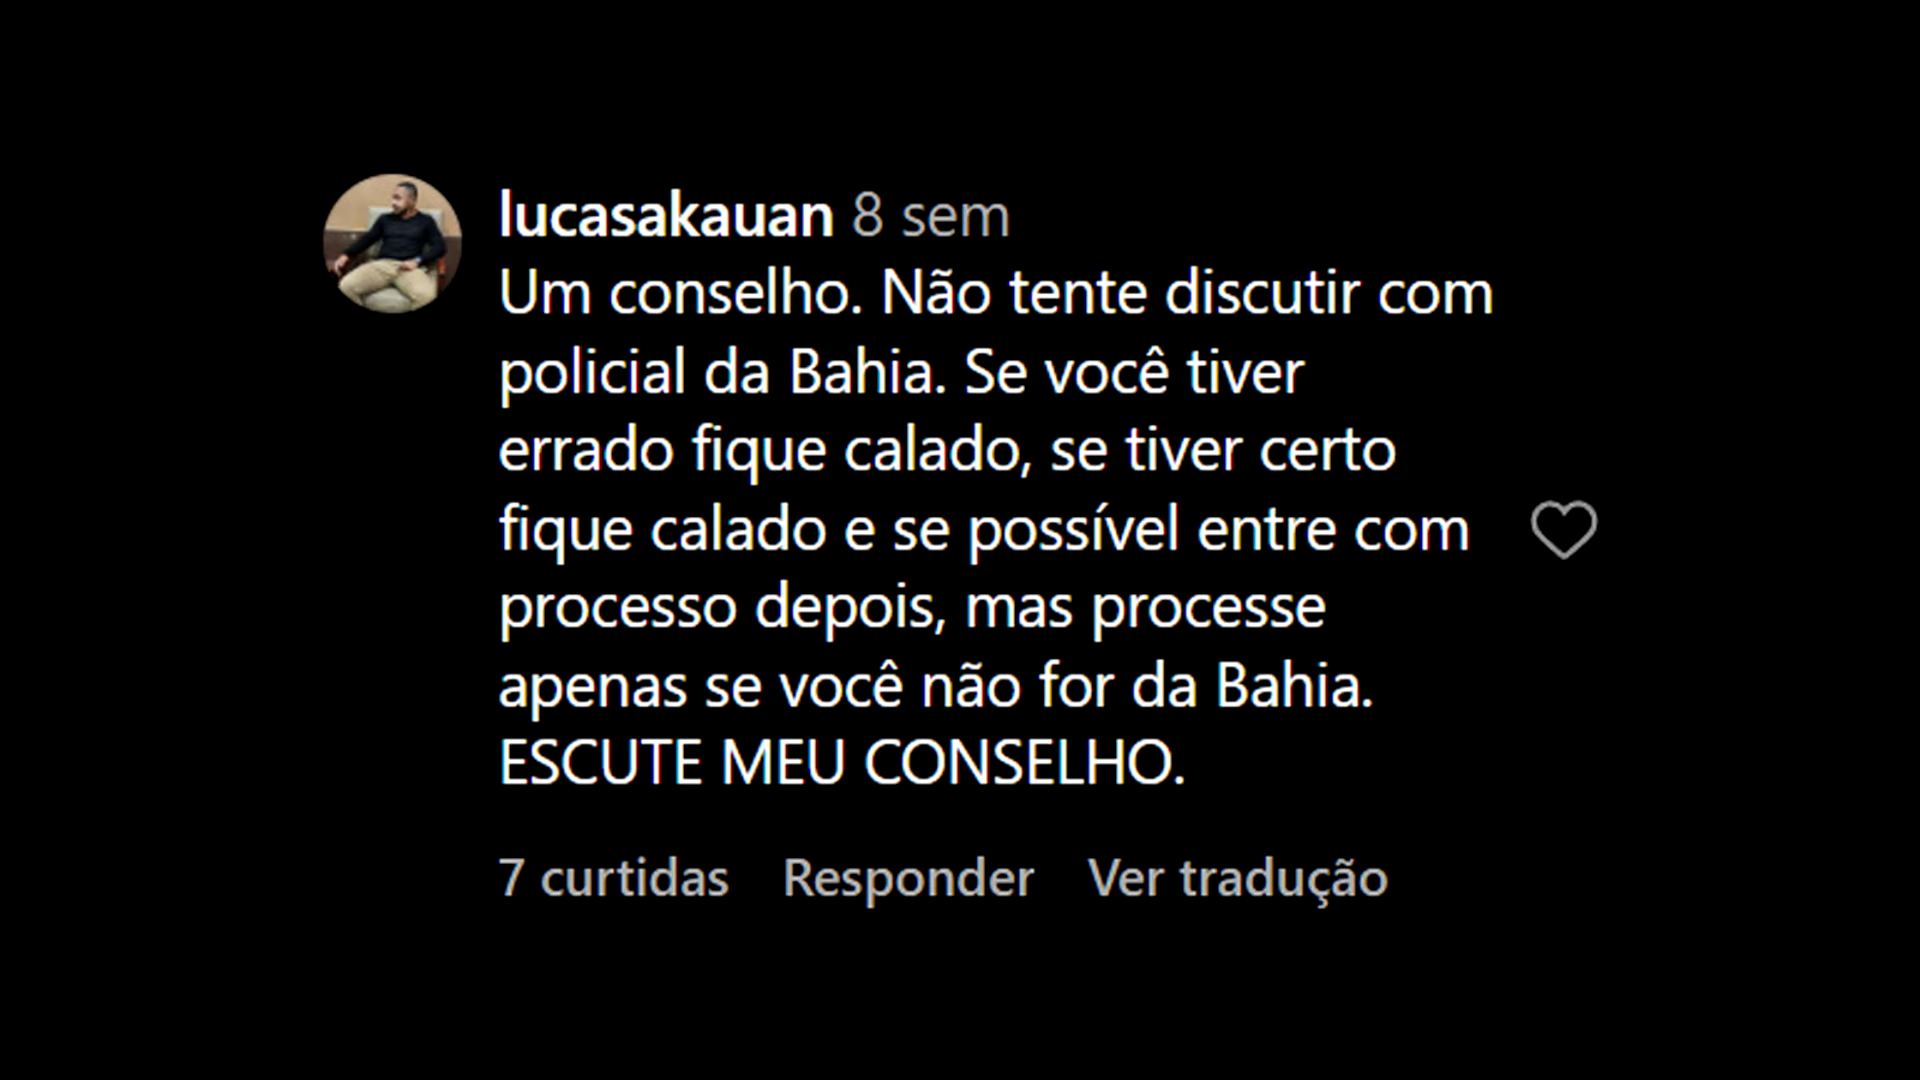 lucasakauan 8 sem
Um conselho. Não tente discutir com
policial da Bahia. Se você tiver
errado fique calado, se tiver certo
fique calado e se possível entre com
processo depois, mas processe
apenas se você não for da Bahia.
ESCUTE MEU CONSELHO.
7 curtidas Responder Ver tradução